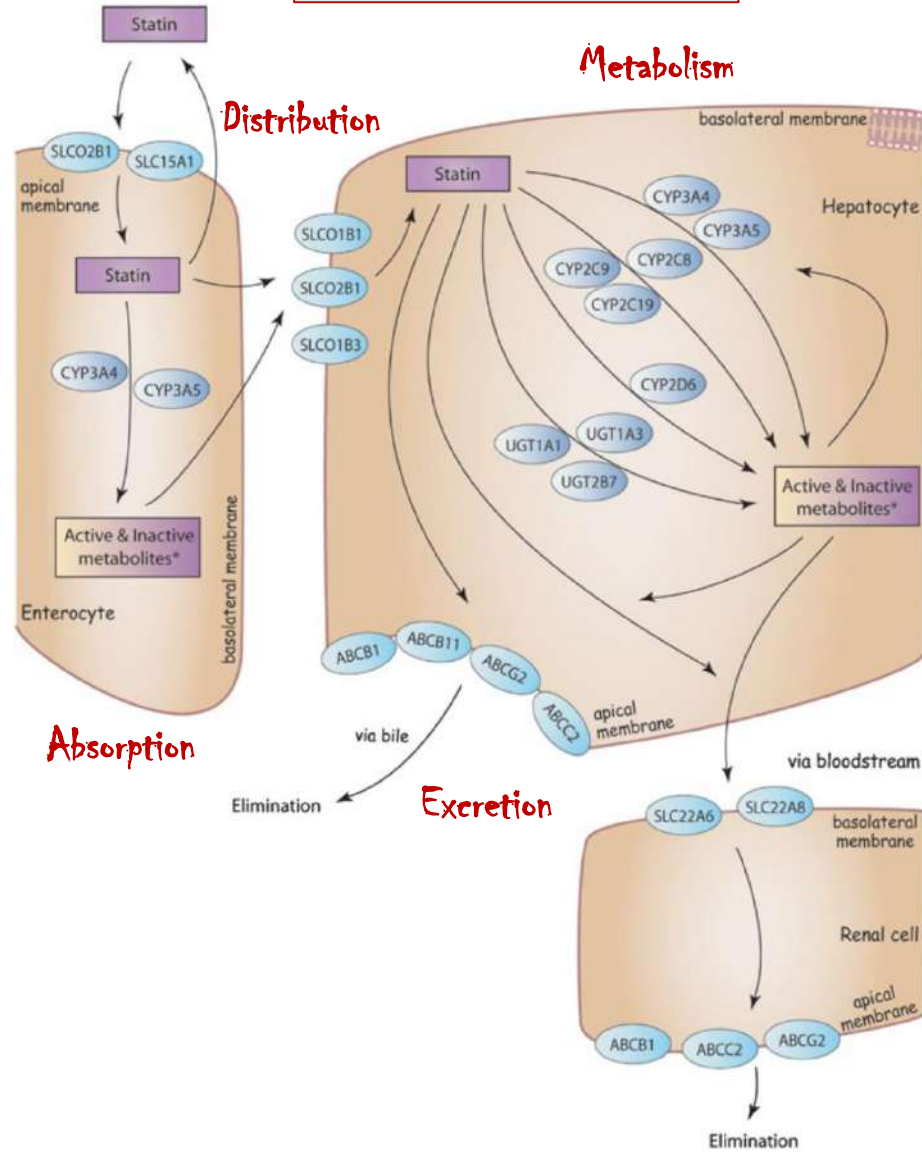 Statin
Metabolism
Distribution
basolateral membrane
SLCO2B1
SLC15A1
apical
membrane
Statin
CYP3A4
Hepatocyte
CYP3A5
SLCO1B1
CYP2C8
CYP2C9
Statin
SLCO2B1
CYP2C19
SLCO1B3
CYP3A4
CYP3A5
CYP2D6
UGT1A3
UGT1A1
UGT2B7
Active & Inactive
metabolites*
Active & Inactive
metabolites*
basolateral membrane
Enterocyte
ABCB1
ABCB11
ABCG2
ABCC2
apical
membrane
Absorption
via bile
via bloodstream
Elimination
Excretion
SLC22A6
SLC22A8
basolateral
membrane
Renal cell
apical
membrane
ABCB1
ABCC2
ABCG2
Elimination